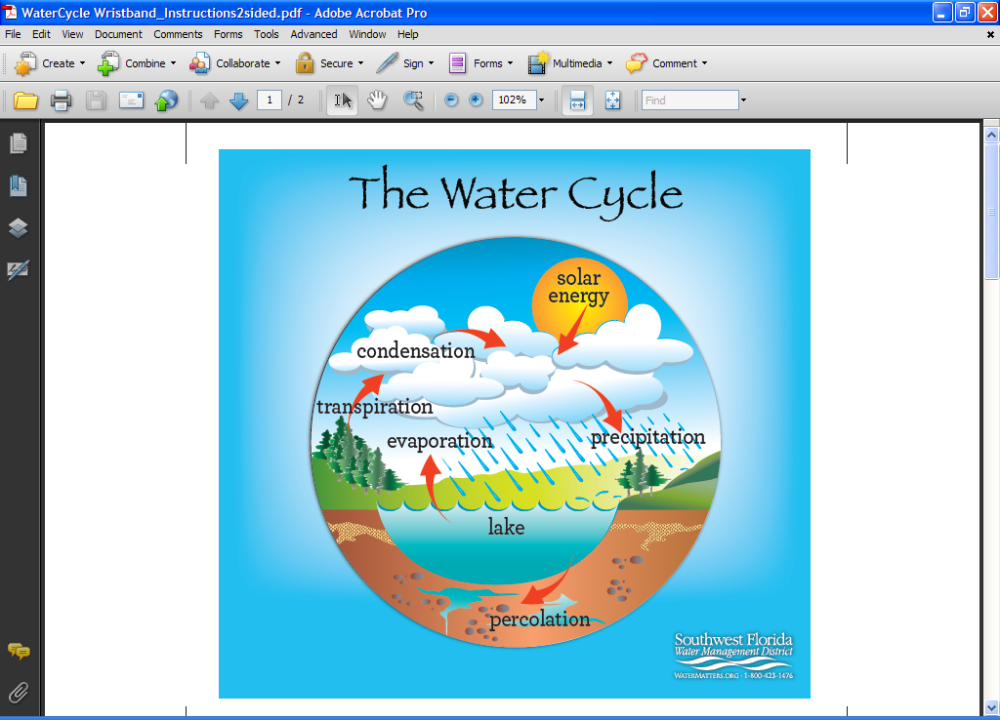 WaterCycle Wristband_Instructions2sided.pdf - Adobe Acrobat Pro
File Edit View Document Comments Forms Tools Advanced Window Help
Create Combine Collaborate Secure Sign Forms Multimedia Comment
1 / 2 102% Find
The Water Cycle
solar
energy
condensation
transpiration
evaporation
precipitation
lake
percolation
Southwest Florida
Water Management District
WATERMATTERS.ORG · 1-800-423-1476